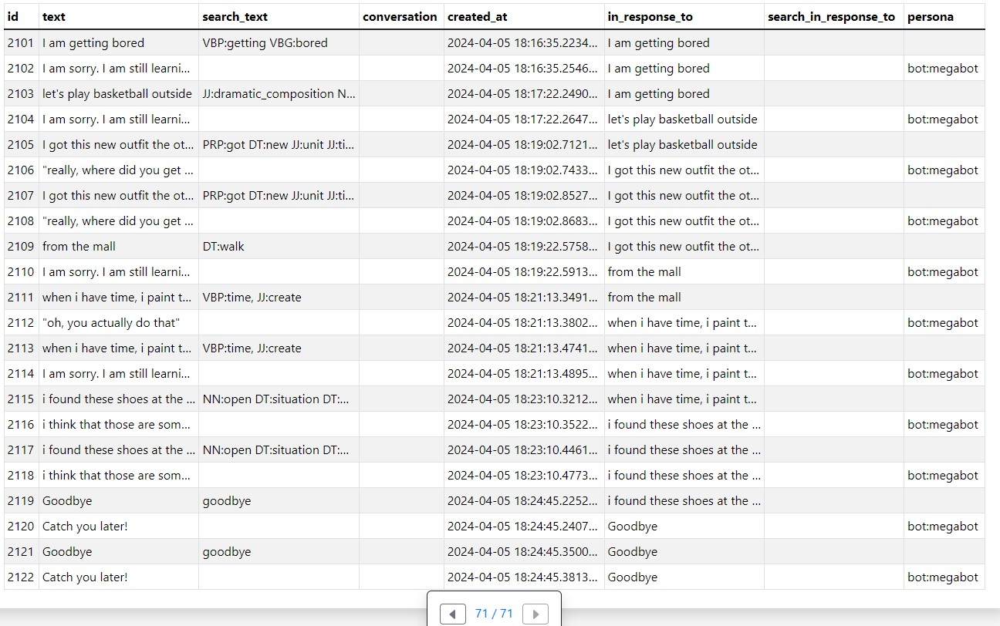 id text search_text conversation created_at in_response_to search_in_response_to persona
2101 I am getting bored VBP:getting VBG:bored 2024-04-05 18:16:35.2234... I am getting bored
2102 I am sorry. I am still learni... 2024-04-05 18:16:35.2546... I am getting bored bot:megabot
2103 let's play basketball outside JJ:dramatic_composition N... 2024-04-05 18:17:22.2490... I am getting bored
2104 I am sorry. I am still learni... 2024-04-05 18:17:22.2647... let's play basketball outside bot:megabot
2105 I got this new outfit the ot... PRP:got DT:new JJ:unit JJ:ti... 2024-04-05 18:19:02.7121... let's play basketball outside
2106 "really, where did you get ... 2024-04-05 18:19:02.7433... I got this new outfit the ot... bot:megabot
2107 I got this new outfit the ot... PRP:got DT:new JJ:unit JJ:ti... 2024-04-05 18:19:02.8527... I got this new outfit the ot...
2108 "really, where did you get ... 2024-04-05 18:19:02.8683... I got this new outfit the ot... bot:megabot
2109 from the mall DT:walk 2024-04-05 18:19:22.5758... I got this new outfit the ot...
2110 I am sorry. I am still learni... 2024-04-05 18:19:22.5913... from the mall bot:megabot
2111 when i have time, i paint t... VBP:time, JJ:create 2024-04-05 18:21:13.3491... from the mall
2112 "oh, you actually do that" 2024-04-05 18:21:13.3802... when i have time, i paint t... bot:megabot
2113 when i have time, i paint t... VBP:time, JJ:create 2024-04-05 18:21:13.4741... when i have time, i paint t...
2114 I am sorry. I am still learni... 2024-04-05 18:21:13.4895... when i have time, i paint t... bot:megabot
2115 i found these shoes at the ... NN:open DT:situation DT:... 2024-04-05 18:23:10.3212... when i have time, i paint t...
2116 i think that those are som... 2024-04-05 18:23:10.3522... i found these shoes at the ... bot:megabot
2117 i found these shoes at the ... NN:open DT:situation DT:... 2024-04-05 18:23:10.4461... i found these shoes at the ...
2118 i think that those are som... 2024-04-05 18:23:10.4773... i found these shoes at the ... bot:megabot
2119 Goodbye goodbye 2024-04-05 18:24:45.2252... i found these shoes at the ...
2120 Catch you later! 2024-04-05 18:24:45.2407... Goodbye bot:megabot
2121 Goodbye goodbye 2024-04-05 18:24:45.3500... Goodbye
2122 Catch you later! 2024-04-05 18:24:45.3813... Goodbye bot:megabot
71 / 71